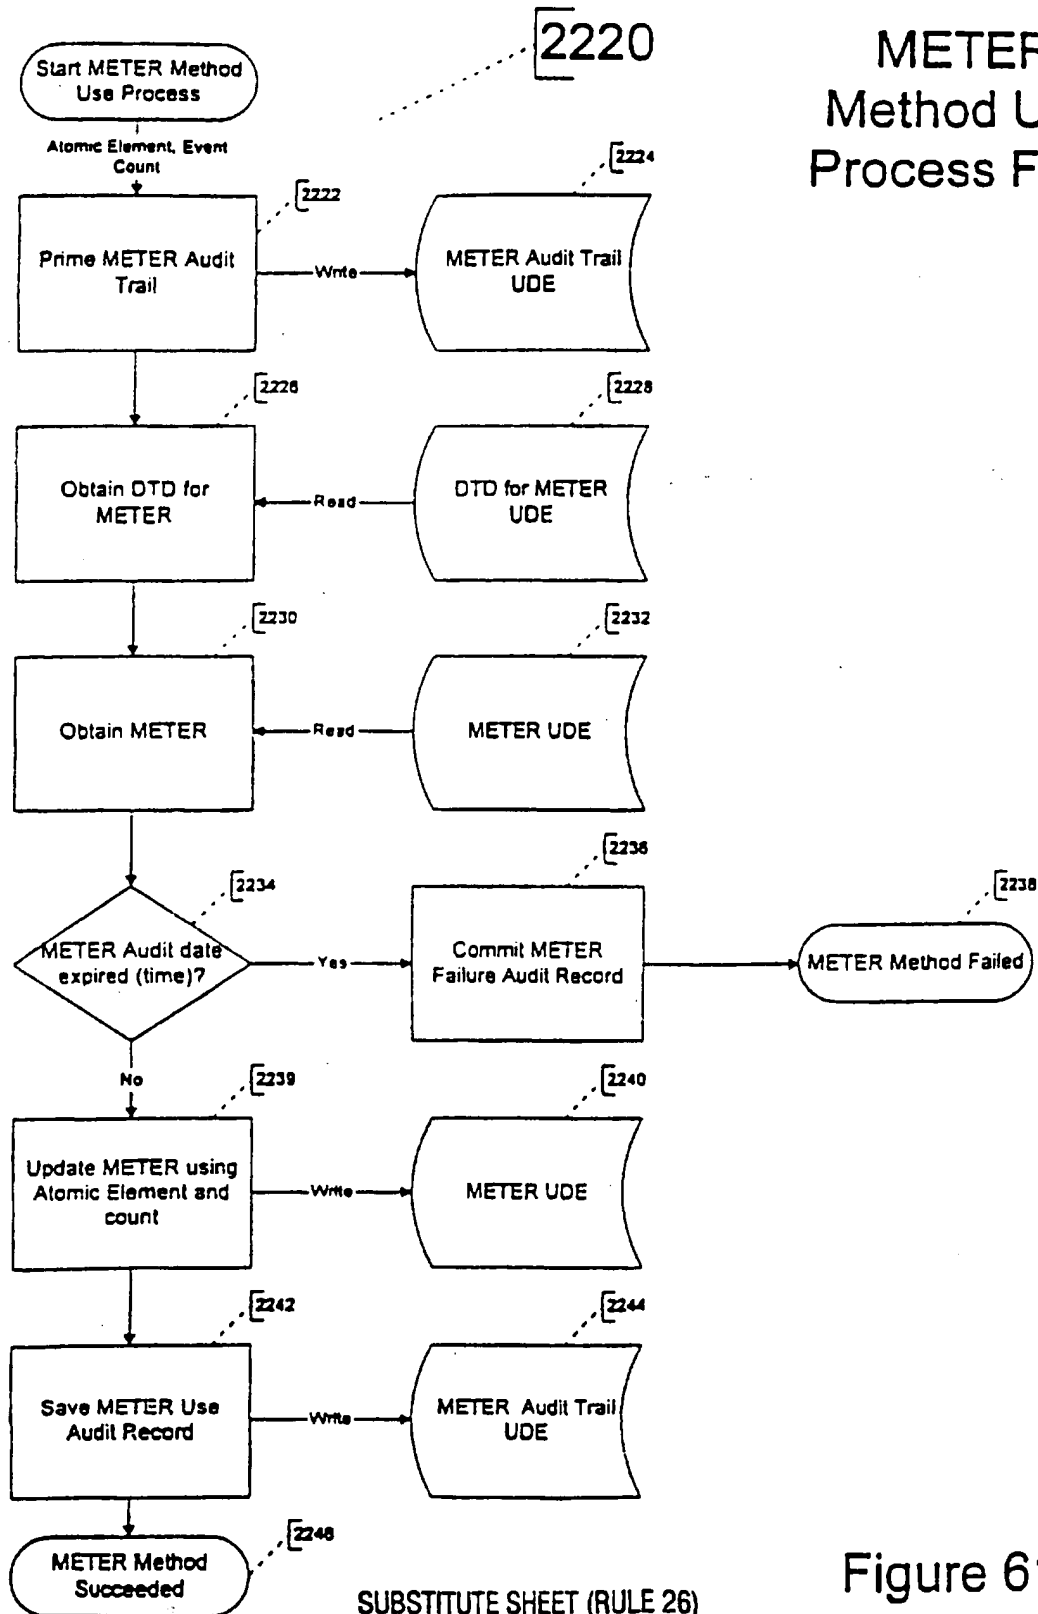 2220
METER
Method U
Process F
Start METER Method
Use Process
Atomic Element, Event
Count
2222
2224
Prime METER Audit
Trail
Write
METER Audit Trail
UDE
2226
2228
Obtain DTD for
METER
Read
DTD for METER
UDE
2230
2232
Obtain METER
Read
METER UDE
2234
2236
2238
METER Audit date
expired (time)?
Yes
Commit METER
Failure Audit Record
METER Method Failed
No
2239
2240
Update METER using
Atomic Element and
count
Write
METER UDE
2242
2244
Save METER Use
Audit Record
Write
METER Audit Trail
UDE
2246
METER Method
Succeeded
SUBSTITUTE SHEET (RULE 26)
Figure 61